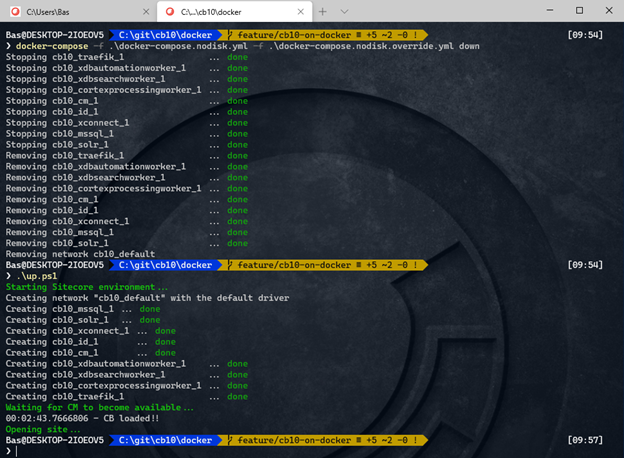 C:\Users\Bas
C:\...\cb10\docker
Bas@DESKTOP-2IOEOV5 C:\git\cb10\docker feature/cb10-on-docker ≡ +5 ~2 -0 ! [09:54]
❯ docker-compose -f .\docker-compose.nodisk.yml -f .\docker-compose.nodisk.override.yml down
Stopping cb10_traefik_1 ... done
Stopping cb10_xdbautomationworker_1 ... done
Stopping cb10_xdbsearchworker_1 ... done
Stopping cb10_cortexprocessingworker_1 ... done
Stopping cb10_cm_1 ... done
Stopping cb10_id_1 ... done
Stopping cb10_xconnect_1 ... done
Stopping cb10_mssql_1 ... done
Stopping cb10_solr_1 ... done
Removing cb10_traefik_1 ... done
Removing cb10_xdbautomationworker_1 ... done
Removing cb10_xdbsearchworker_1 ... done
Removing cb10_cortexprocessingworker_1 ... done
Removing cb10_cm_1 ... done
Removing cb10_id_1 ... done
Removing cb10_xconnect_1 ... done
Removing cb10_mssql_1 ... done
Removing cb10_solr_1 ... done
Removing network cb10_default
Bas@DESKTOP-2IOEOV5 C:\git\cb10\docker feature/cb10-on-docker ≡ +5 ~2 -0 ! [09:54]
❯ .\up.ps1
Starting Sitecore environment...
Creating network "cb10_default" with the default driver
Creating cb10_mssql_1 ... done
Creating cb10_solr_1 ... done
Creating cb10_xconnect_1 ... done
Creating cb10_id_1 ... done
Creating cb10_cm_1 ... done
Creating cb10_xdbautomationworker_1 ... done
Creating cb10_xdbsearchworker_1 ... done
Creating cb10_cortexprocessingworker_1 ... done
Creating cb10_traefik_1 ... done
Waiting for CM to become available...
00:02:43.7666806 - CB loaded!!
Opening site...
Bas@DESKTOP-2IOEOV5 C:\git\cb10\docker feature/cb10-on-docker ≡ +5 ~2 -0 ! [09:57]
❯